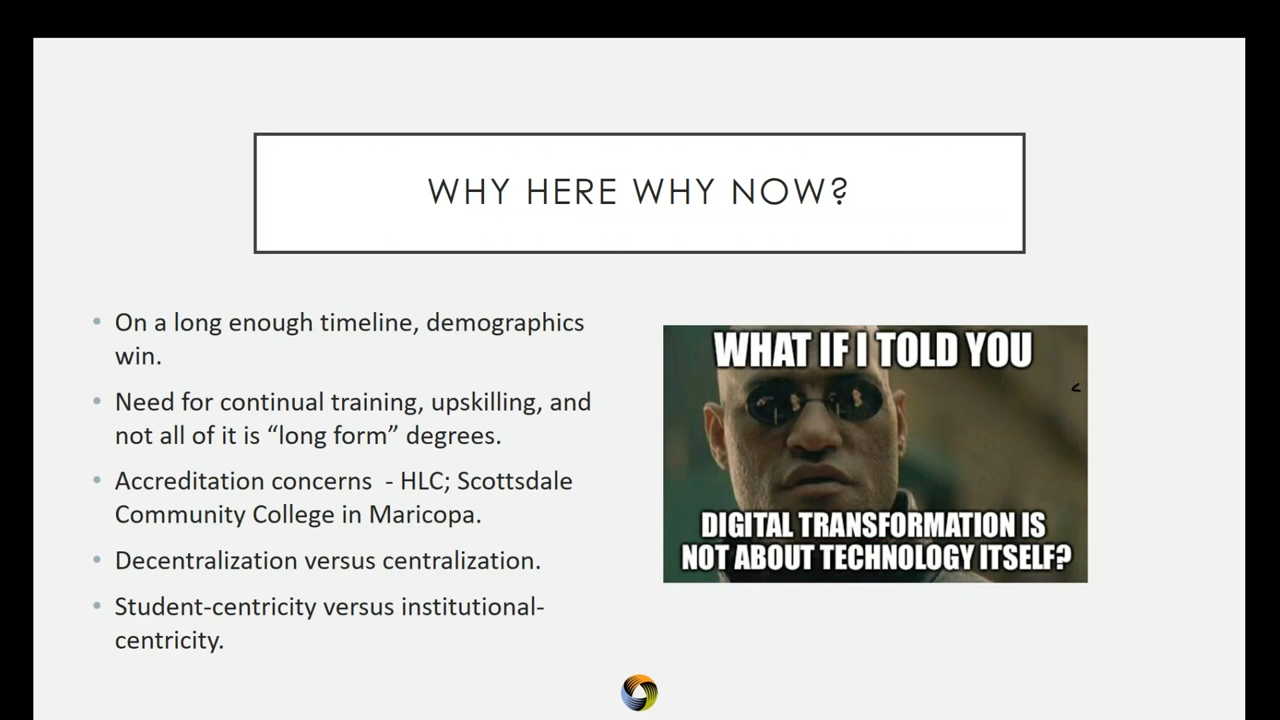 WHY HERE WHY NOW?
• On a long enough timeline, demographics
win.
• Need for continual training, upskilling, and
not all of it is “long form” degrees.
• Accreditation concerns  - HLC; Scottsdale
Community College in Maricopa.
• Decentralization versus centralization.
• Student-centricity versus institutional-
centricity.
WHAT IF I TOLD YOU
DIGITAL TRANSFORMATION IS
NOT ABOUT TECHNOLOGY ITSELF?